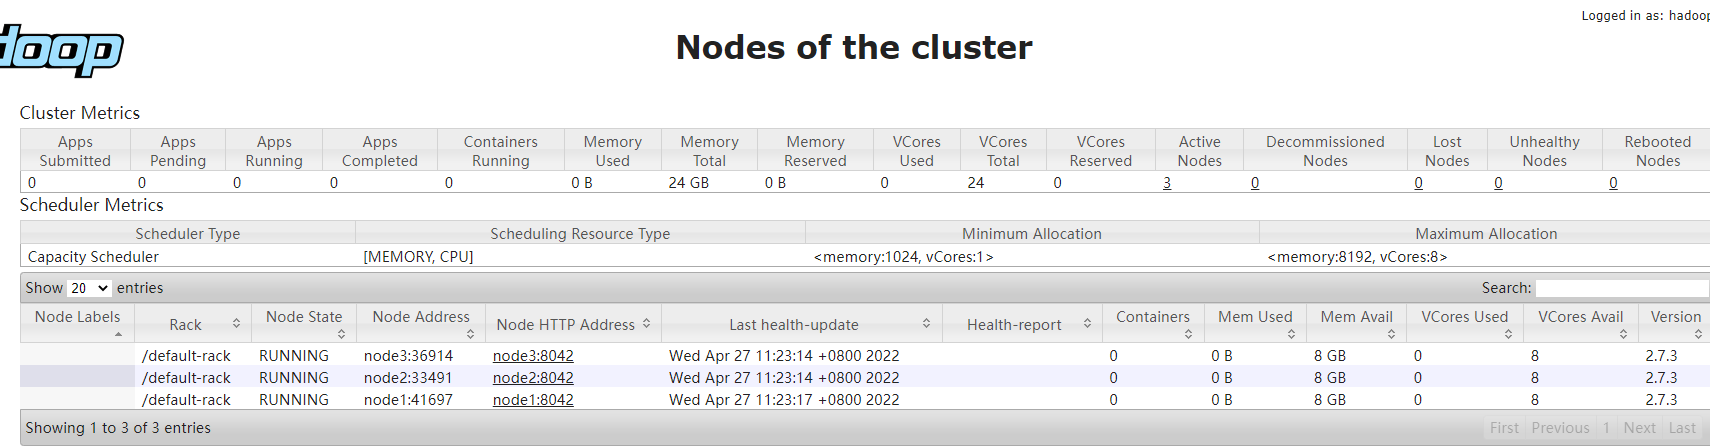 Logged in as: hadoop
doop
Nodes of the cluster
Cluster Metrics
Apps Submitted Apps Pending Apps Running Apps Completed Containers Running Memory Used Memory Total Memory Reserved VCores Used VCores Total VCores Reserved Active Nodes Decommissioned Nodes Lost Nodes Unhealthy Nodes Rebooted Nodes
0 0 0 0 0 0 B 24 GB 0 B 0 24 0 3 0 0 0 0
Scheduler Metrics
Scheduler Type Scheduling Resource Type Minimum Allocation Maximum Allocation
Capacity Scheduler [MEMORY, CPU] <memory:1024, vCores:1> <memory:8192, vCores:8>
Show 20 entries Search:
Node Labels Rack Node State Node Address Node HTTP Address Last health-update Health-report Containers Mem Used Mem Avail VCores Used VCores Avail Version
/default-rack RUNNING node3:36914 node3:8042 Wed Apr 27 11:23:14 +0800 2022 0 0 B 8 GB 0 8 2.7.3
/default-rack RUNNING node2:33491 node2:8042 Wed Apr 27 11:23:14 +0800 2022 0 0 B 8 GB 0 8 2.7.3
/default-rack RUNNING node1:41697 node1:8042 Wed Apr 27 11:23:17 +0800 2022 0 0 B 8 GB 0 8 2.7.3
Showing 1 to 3 of 3 entries First Previous 1 Next Last